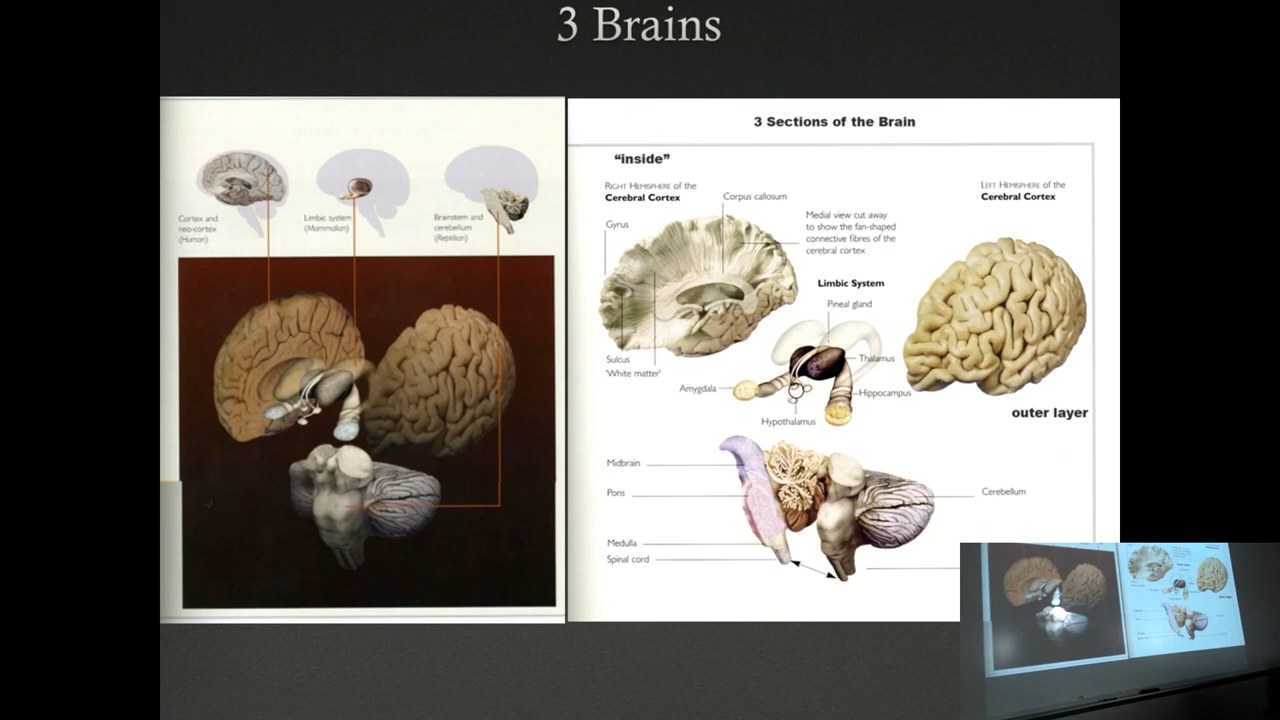 3 Brains
Cortex and
neo-cortex
(Human)
Limbic system
(Mammalian)
Brainstem and
cerebellum
(Reptilian)
3 Sections of the Brain
“inside”
RIGHT HEMISPHERE of the
Cerebral Cortex
Corpus callosum
Gyrus
Medial view cut away
to show the fan-shaped
connective fibres of the
cerebral cortex
LEFT HEMISPHERE of the
Cerebral Cortex
Limbic System
Pineal gland
Sulcus
'White matter'
Thalamus
Amygdala
Hippocampus
Hypothalamus
outer layer
Midbrain
Pons
Cerebellum
Medulla
Spinal cord